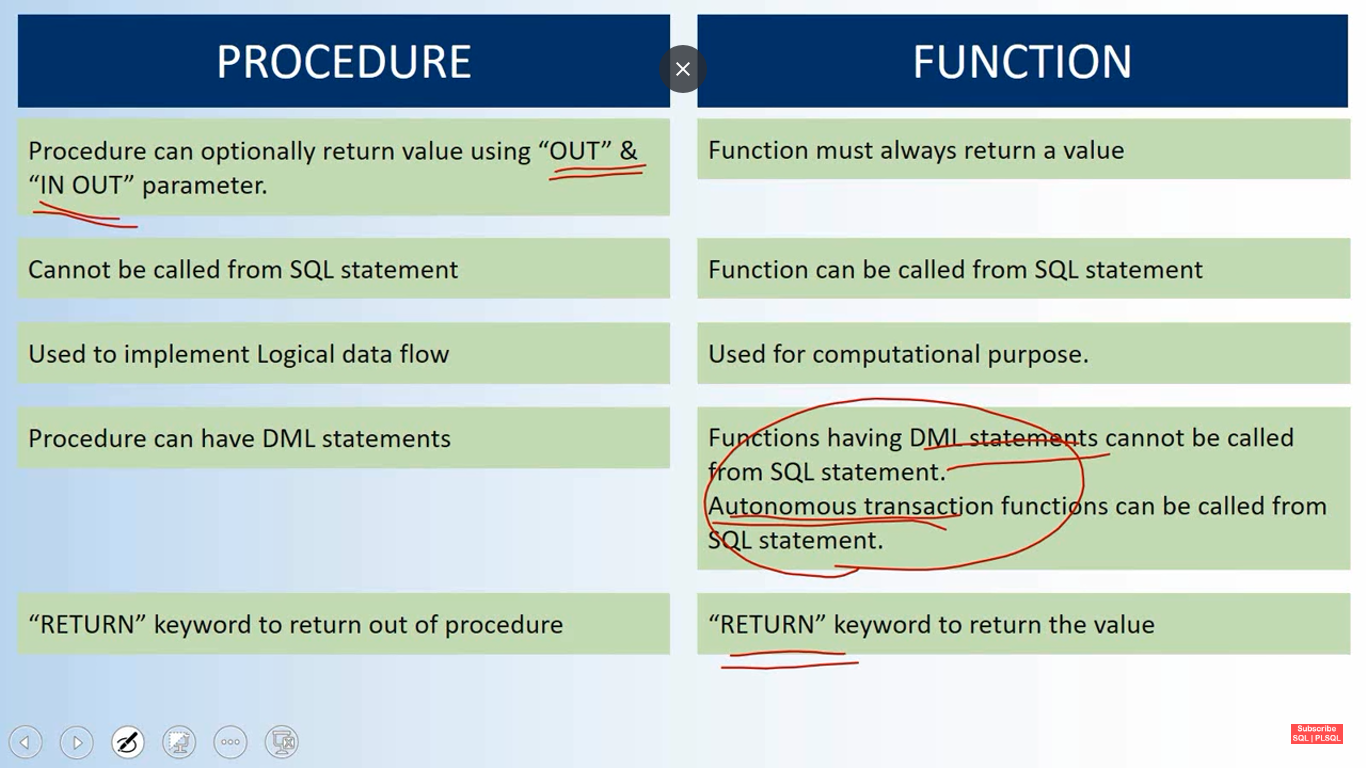 PROCEDURE
FUNCTION
Procedure can optionally return value using “OUT” &
“IN OUT” parameter.
Function must always return a value
Cannot be called from SQL statement
Function can be called from SQL statement
Used to implement Logical data flow
Used for computational purpose.
Procedure can have DML statements
Functions having DML statements cannot be called
from SQL statement.
Autonomous transaction functions can be called from
SQL statement.
“RETURN” keyword to return out of procedure
“RETURN” keyword to return the value
Subscribe
SQL | PLSQL